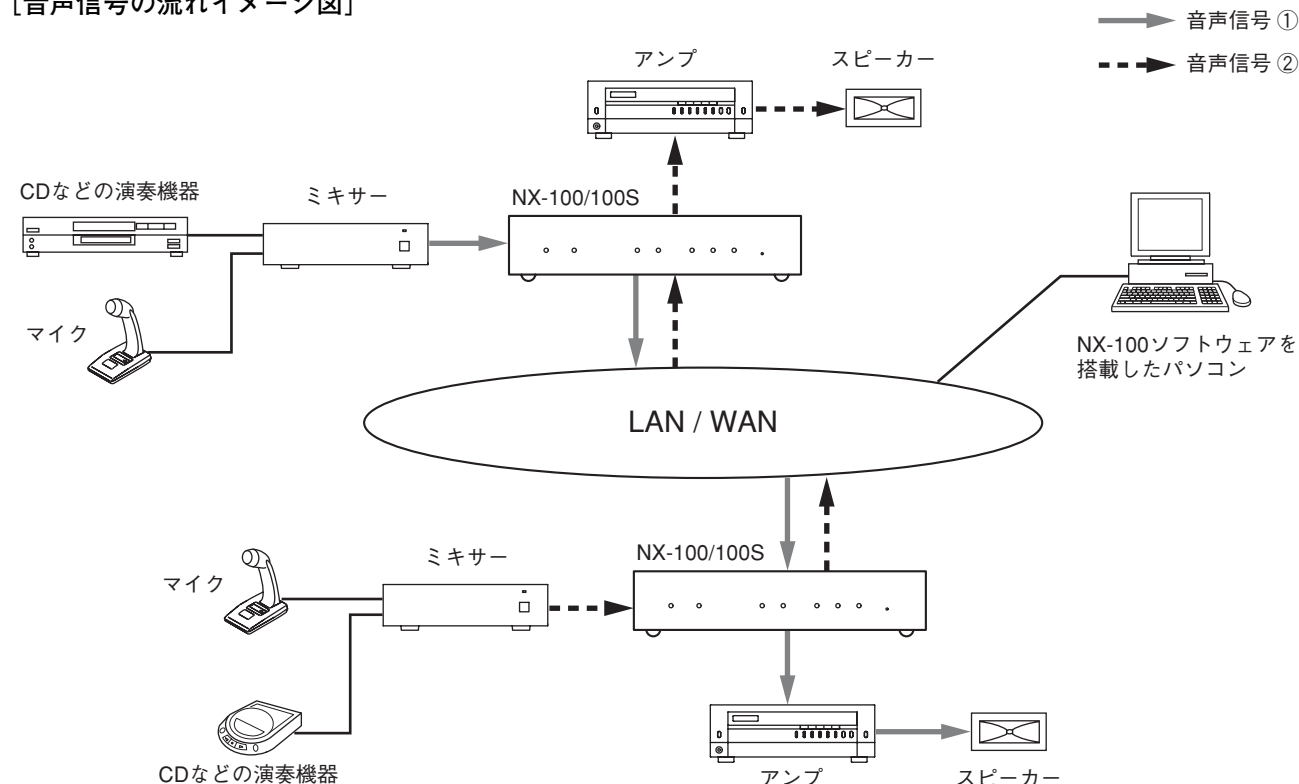 [音声信号の流れイメージ図]
音声信号 ①
音声信号 ②
アンプ
スピーカー
CDなどの演奏機器
ミキサー
NX-100/100S
マイク
NX-100ソフトウェアを
搭載したパソコン
LAN / WAN
マイク
ミキサー
NX-100/100S
CDなどの演奏機器
アンプ
スピーカー